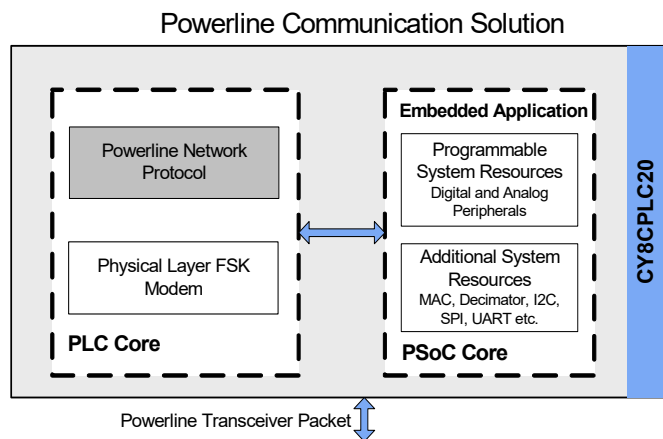 Powerline Communication Solution
Powerline Network
Protocol
Physical Layer FSK
Modem
PLC Core
Embedded Application
Programmable
System Resources
Digital and Analog
Peripherals
Additional System
Resources
MAC, Decimator, I2C,
SPI, UART etc.
PSoC Core
CY8CPLC20
Powerline Transceiver Packet